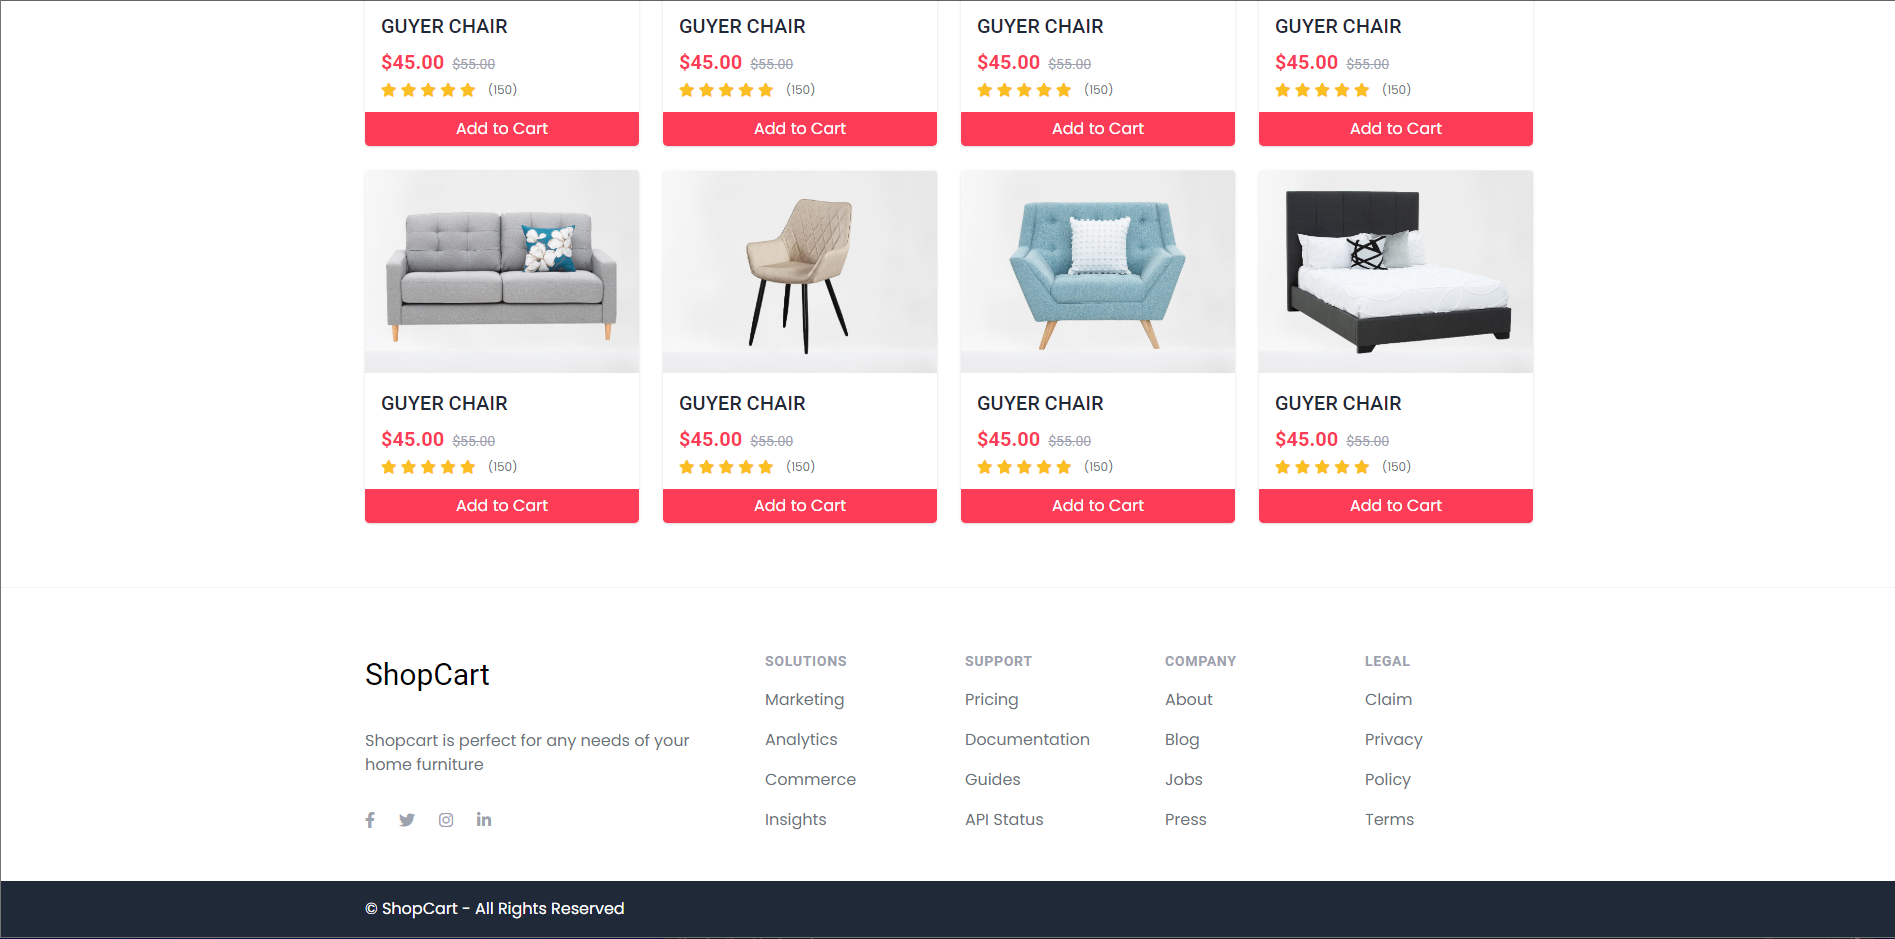 GUYER CHAIR GUYER CHAIR GUYER CHAIR GUYER CHAIR
$45.00 $55.00 $45.00 $55.00 $45.00 $55.00 $45.00 $55.00
(150) (150) (150) (150)
Add to Cart Add to Cart Add to Cart Add to Cart
GUYER CHAIR GUYER CHAIR GUYER CHAIR GUYER CHAIR
$45.00 $55.00 $45.00 $55.00 $45.00 $55.00 $45.00 $55.00
(150) (150) (150) (150)
Add to Cart Add to Cart Add to Cart Add to Cart
ShopCart
Shopcart is perfect for any needs of your
home furniture
SOLUTIONS
Marketing
Analytics
Commerce
Insights
SUPPORT
Pricing
Documentation
Guides
API Status
COMPANY
About
Blog
Jobs
Press
LEGAL
Claim
Privacy
Policy
Terms
© ShopCart - All Rights Reserved